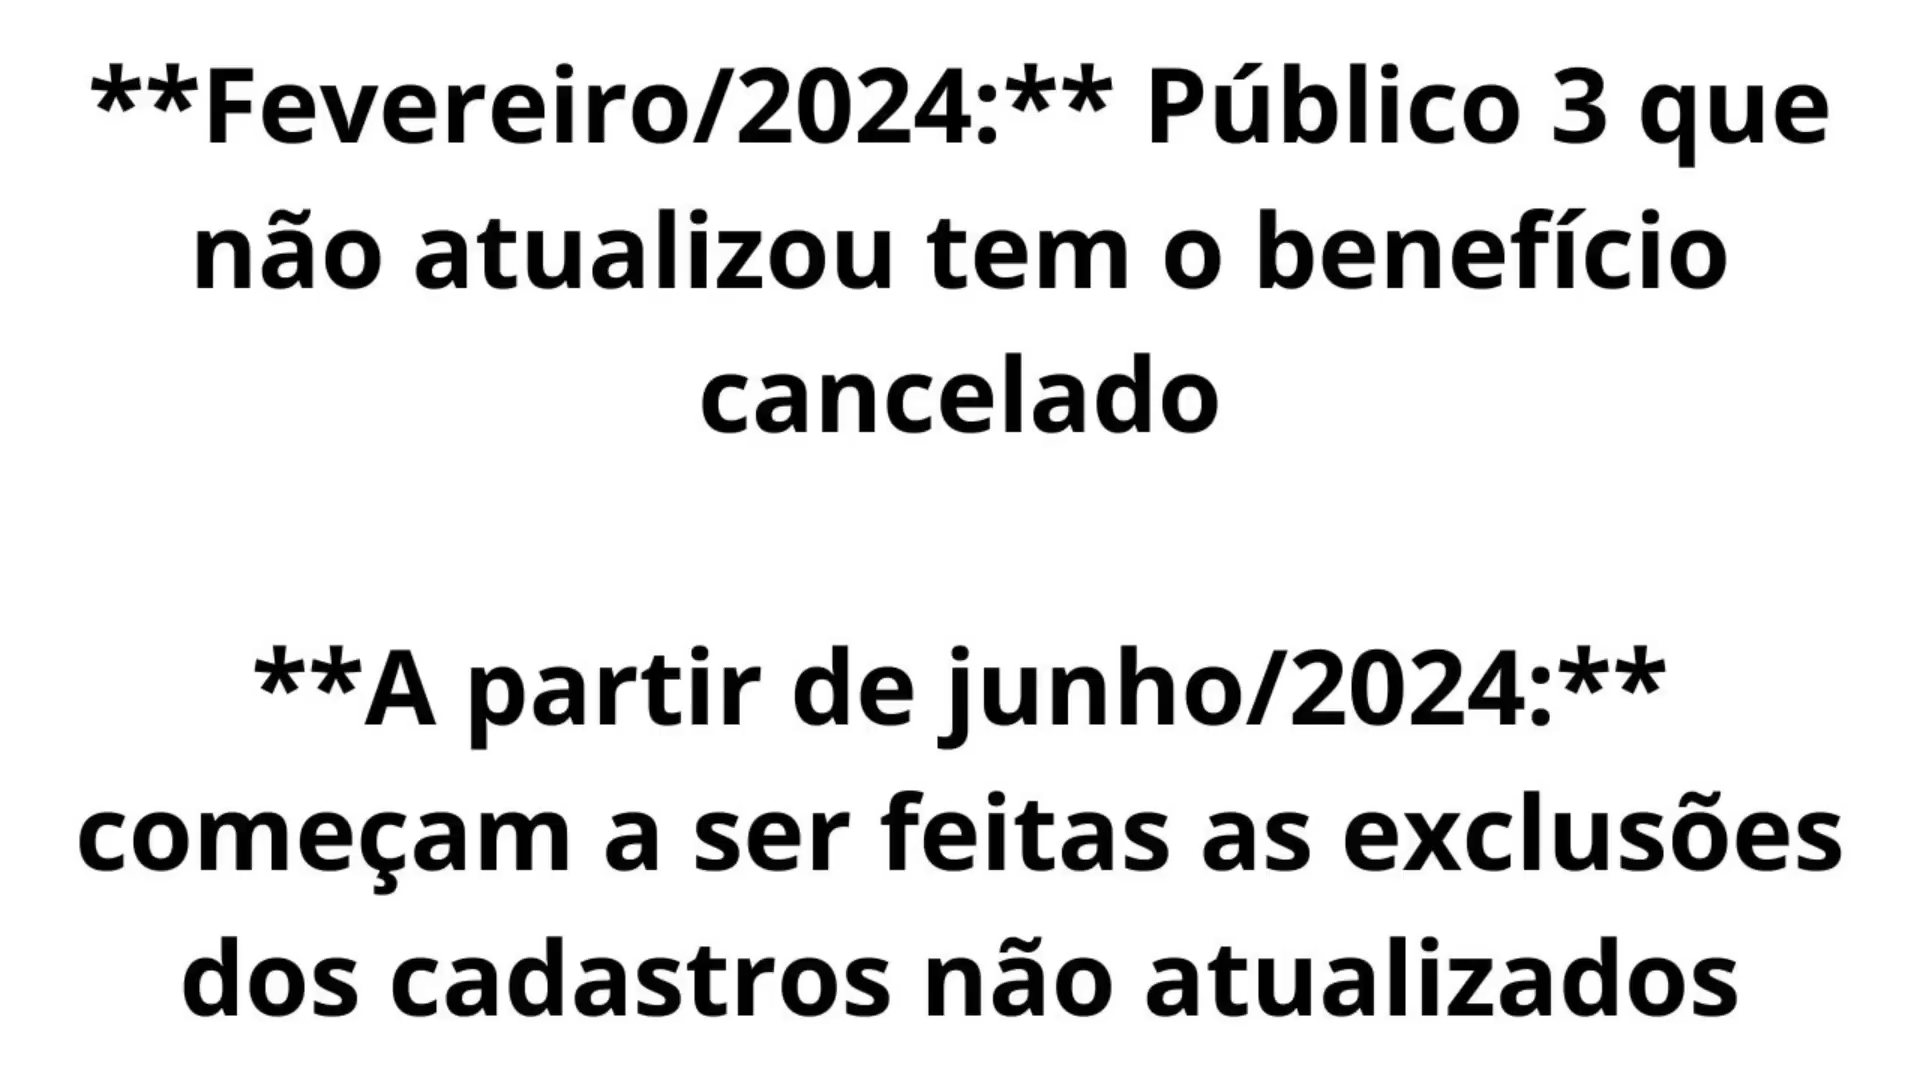 **Fevereiro/2024:** Público 3 que
não atualizou tem o benefício
cancelado
**A partir de junho/2024:**
começam a ser feitas as exclusões
dos cadastros não atualizados